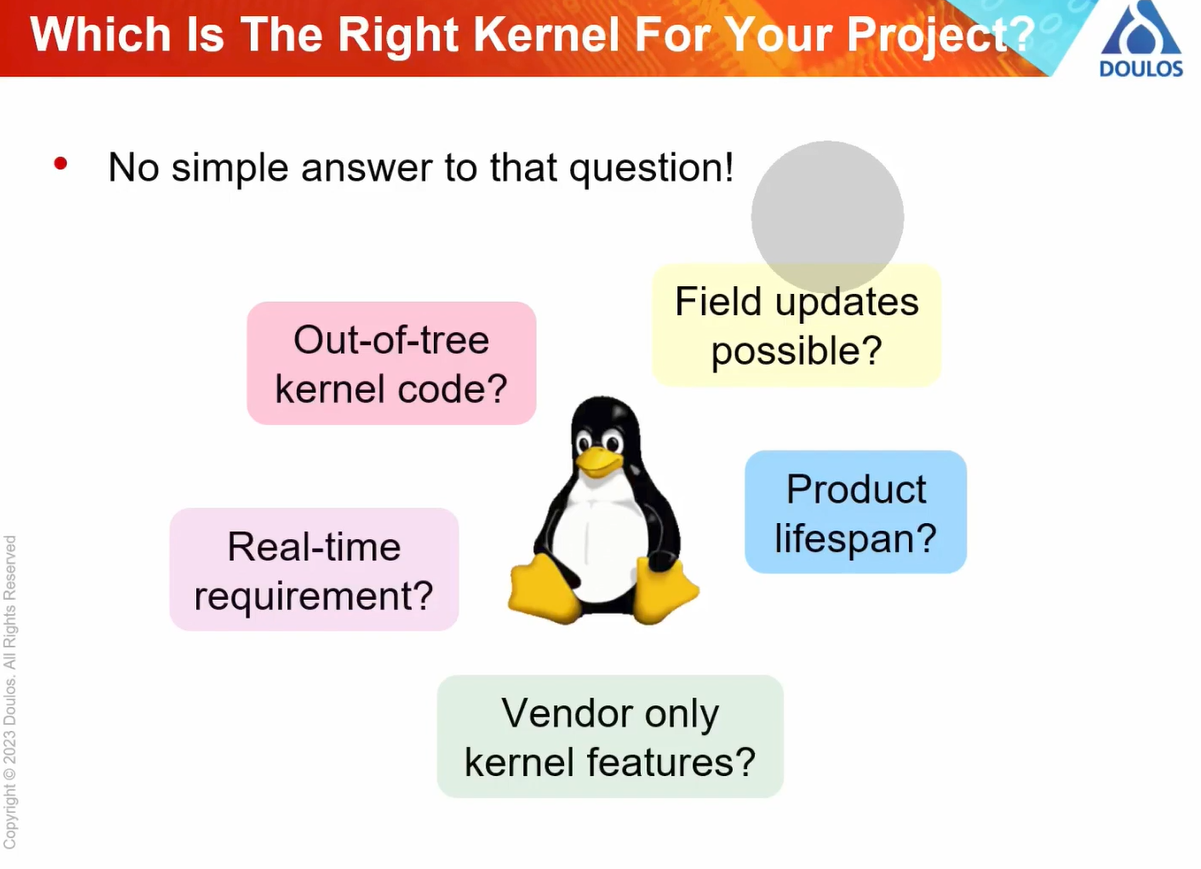 Which Is The Right Kernel For Your Project?
DOULOS
• No simple answer to that question!
Field updates
possible?
Out-of-tree
kernel code?
Product
lifespan?
Real-time
requirement?
Vendor only
kernel features?
Copyright © 2023 Doulos. All Rights Reserved